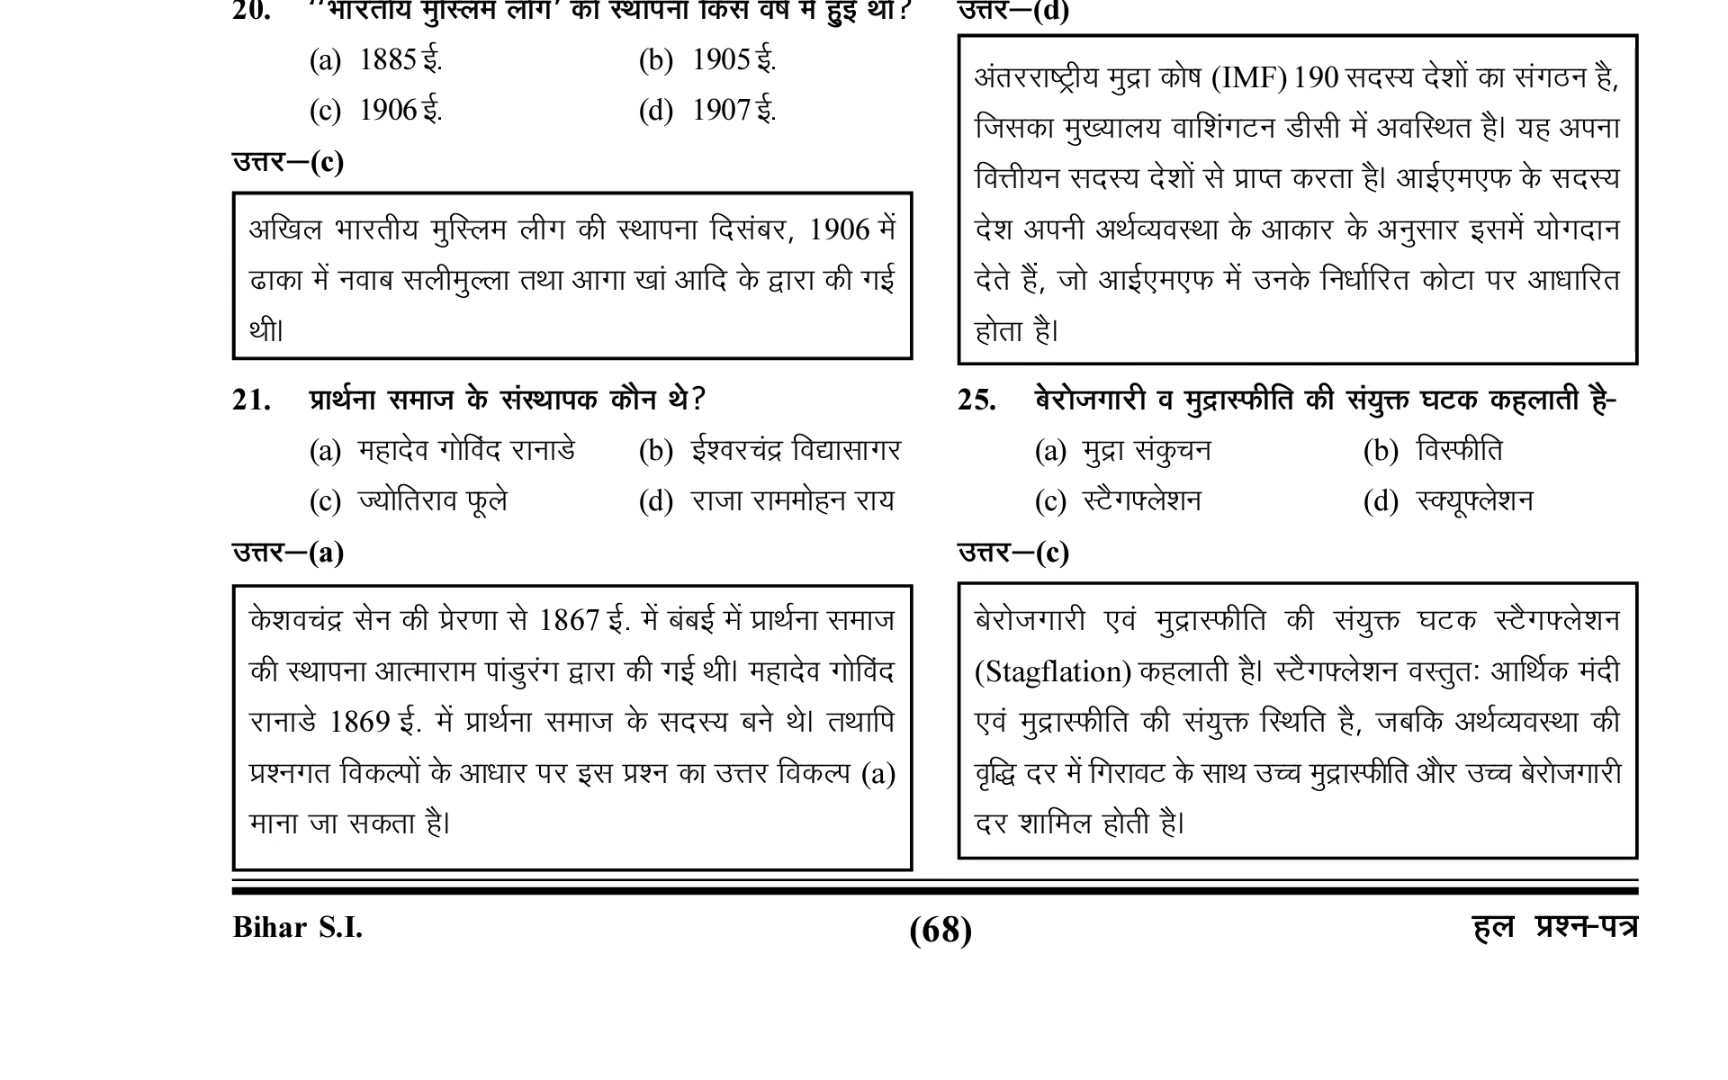 20. ‘‘भारतीय मुस्लिम लीग’ की स्थापना किस वर्ष में हुई थी?
(a) 1885 ई. (b) 1905 ई.
(c) 1906 ई. (d) 1907 ई.
उत्तर—(c)
अखिल भारतीय मुस्लिम लीग की स्थापना दिसंबर, 1906 में
ढाका में नवाब सलीमुल्ला तथा आगा खां आदि के द्वारा की गई
थी।
21. प्रार्थना समाज के संस्थापक कौन थे?
(a) महादेव गोविंद रानाडे (b) ईश्वरचंद्र विद्यासागर
(c) ज्योतिराव फूले (d) राजा राममोहन राय
उत्तर—(a)
केशवचंद्र सेन की प्रेरणा से 1867 ई. में बंबई में प्रार्थना समाज
की स्थापना आत्माराम पांडुरंग द्वारा की गई थी। महादेव गोविंद
रानाडे 1869 ई. में प्रार्थना समाज के सदस्य बने थे। तथापि
प्रश्नगत विकल्पों के आधार पर इस प्रश्न का उत्तर विकल्प (a)
माना जा सकता है।
उत्तर—(d)
अंतरराष्ट्रीय मुद्रा कोष (IMF) 190 सदस्य देशों का संगठन है,
जिसका मुख्यालय वाशिंगटन डीसी में अवस्थित है। यह अपना
वित्तीयन सदस्य देशों से प्राप्त करता है। आईएमएफ के सदस्य
देश अपनी अर्थव्यवस्था के आकार के अनुसार इसमें योगदान
देते हैं, जो आईएमएफ में उनके निर्धारित कोटा पर आधारित
होता है।
25. बेरोजगारी व मुद्रास्फीति की संयुक्त घटक कहलाती है-
(a) मुद्रा संकुचन (b) विस्फीति
(c) स्टैगफ्लेशन (d) स्क्यूफ्लेशन
उत्तर—(c)
बेरोजगारी एवं मुद्रास्फीति की संयुक्त घटक स्टैगफ्लेशन
(Stagflation) कहलाती है। स्टैगफ्लेशन वस्तुतः आर्थिक मंदी
एवं मुद्रास्फीति की संयुक्त स्थिति है, जबकि अर्थव्यवस्था की
वृद्धि दर में गिरावट के साथ उच्च मुद्रास्फीति और उच्च बेरोजगारी
दर शामिल होती है।
Bihar S.I. (68) हल प्रश्न-पत्र